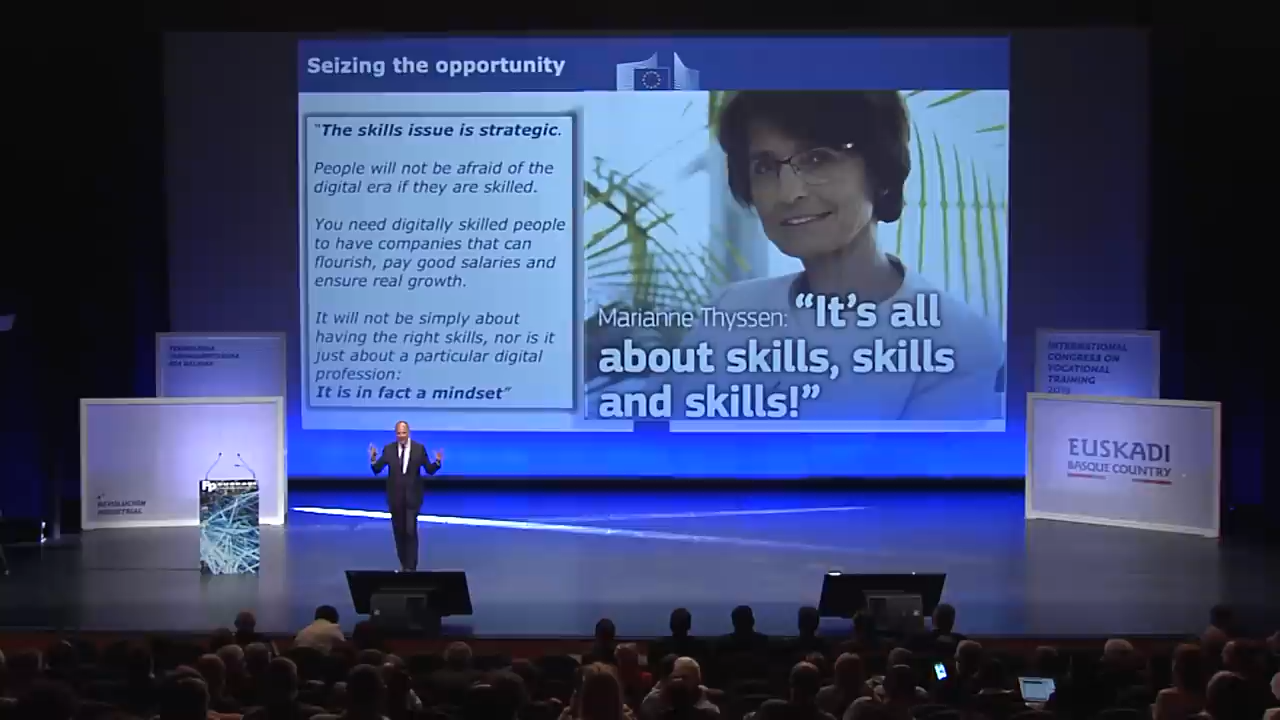 Seizing the opportunity
"The skills issue is strategic.
People will not be afraid of the
digital era if they are skilled.
You need digitally skilled people
to have companies that can
flourish, pay good salaries and
ensure real growth.
It will not be simply about
having the right skills, nor is it
just about a particular digital
profession:
It is in fact a mindset"
Marianne Thyssen: “It's all
about skills, skills
and skills!”
INTERNATIONAL
CONGRESS ON
VOCATIONAL
TRAINING
EUSKADI
BASQUE COUNTRY
REVOLUCIÓN
INDUSTRIAL